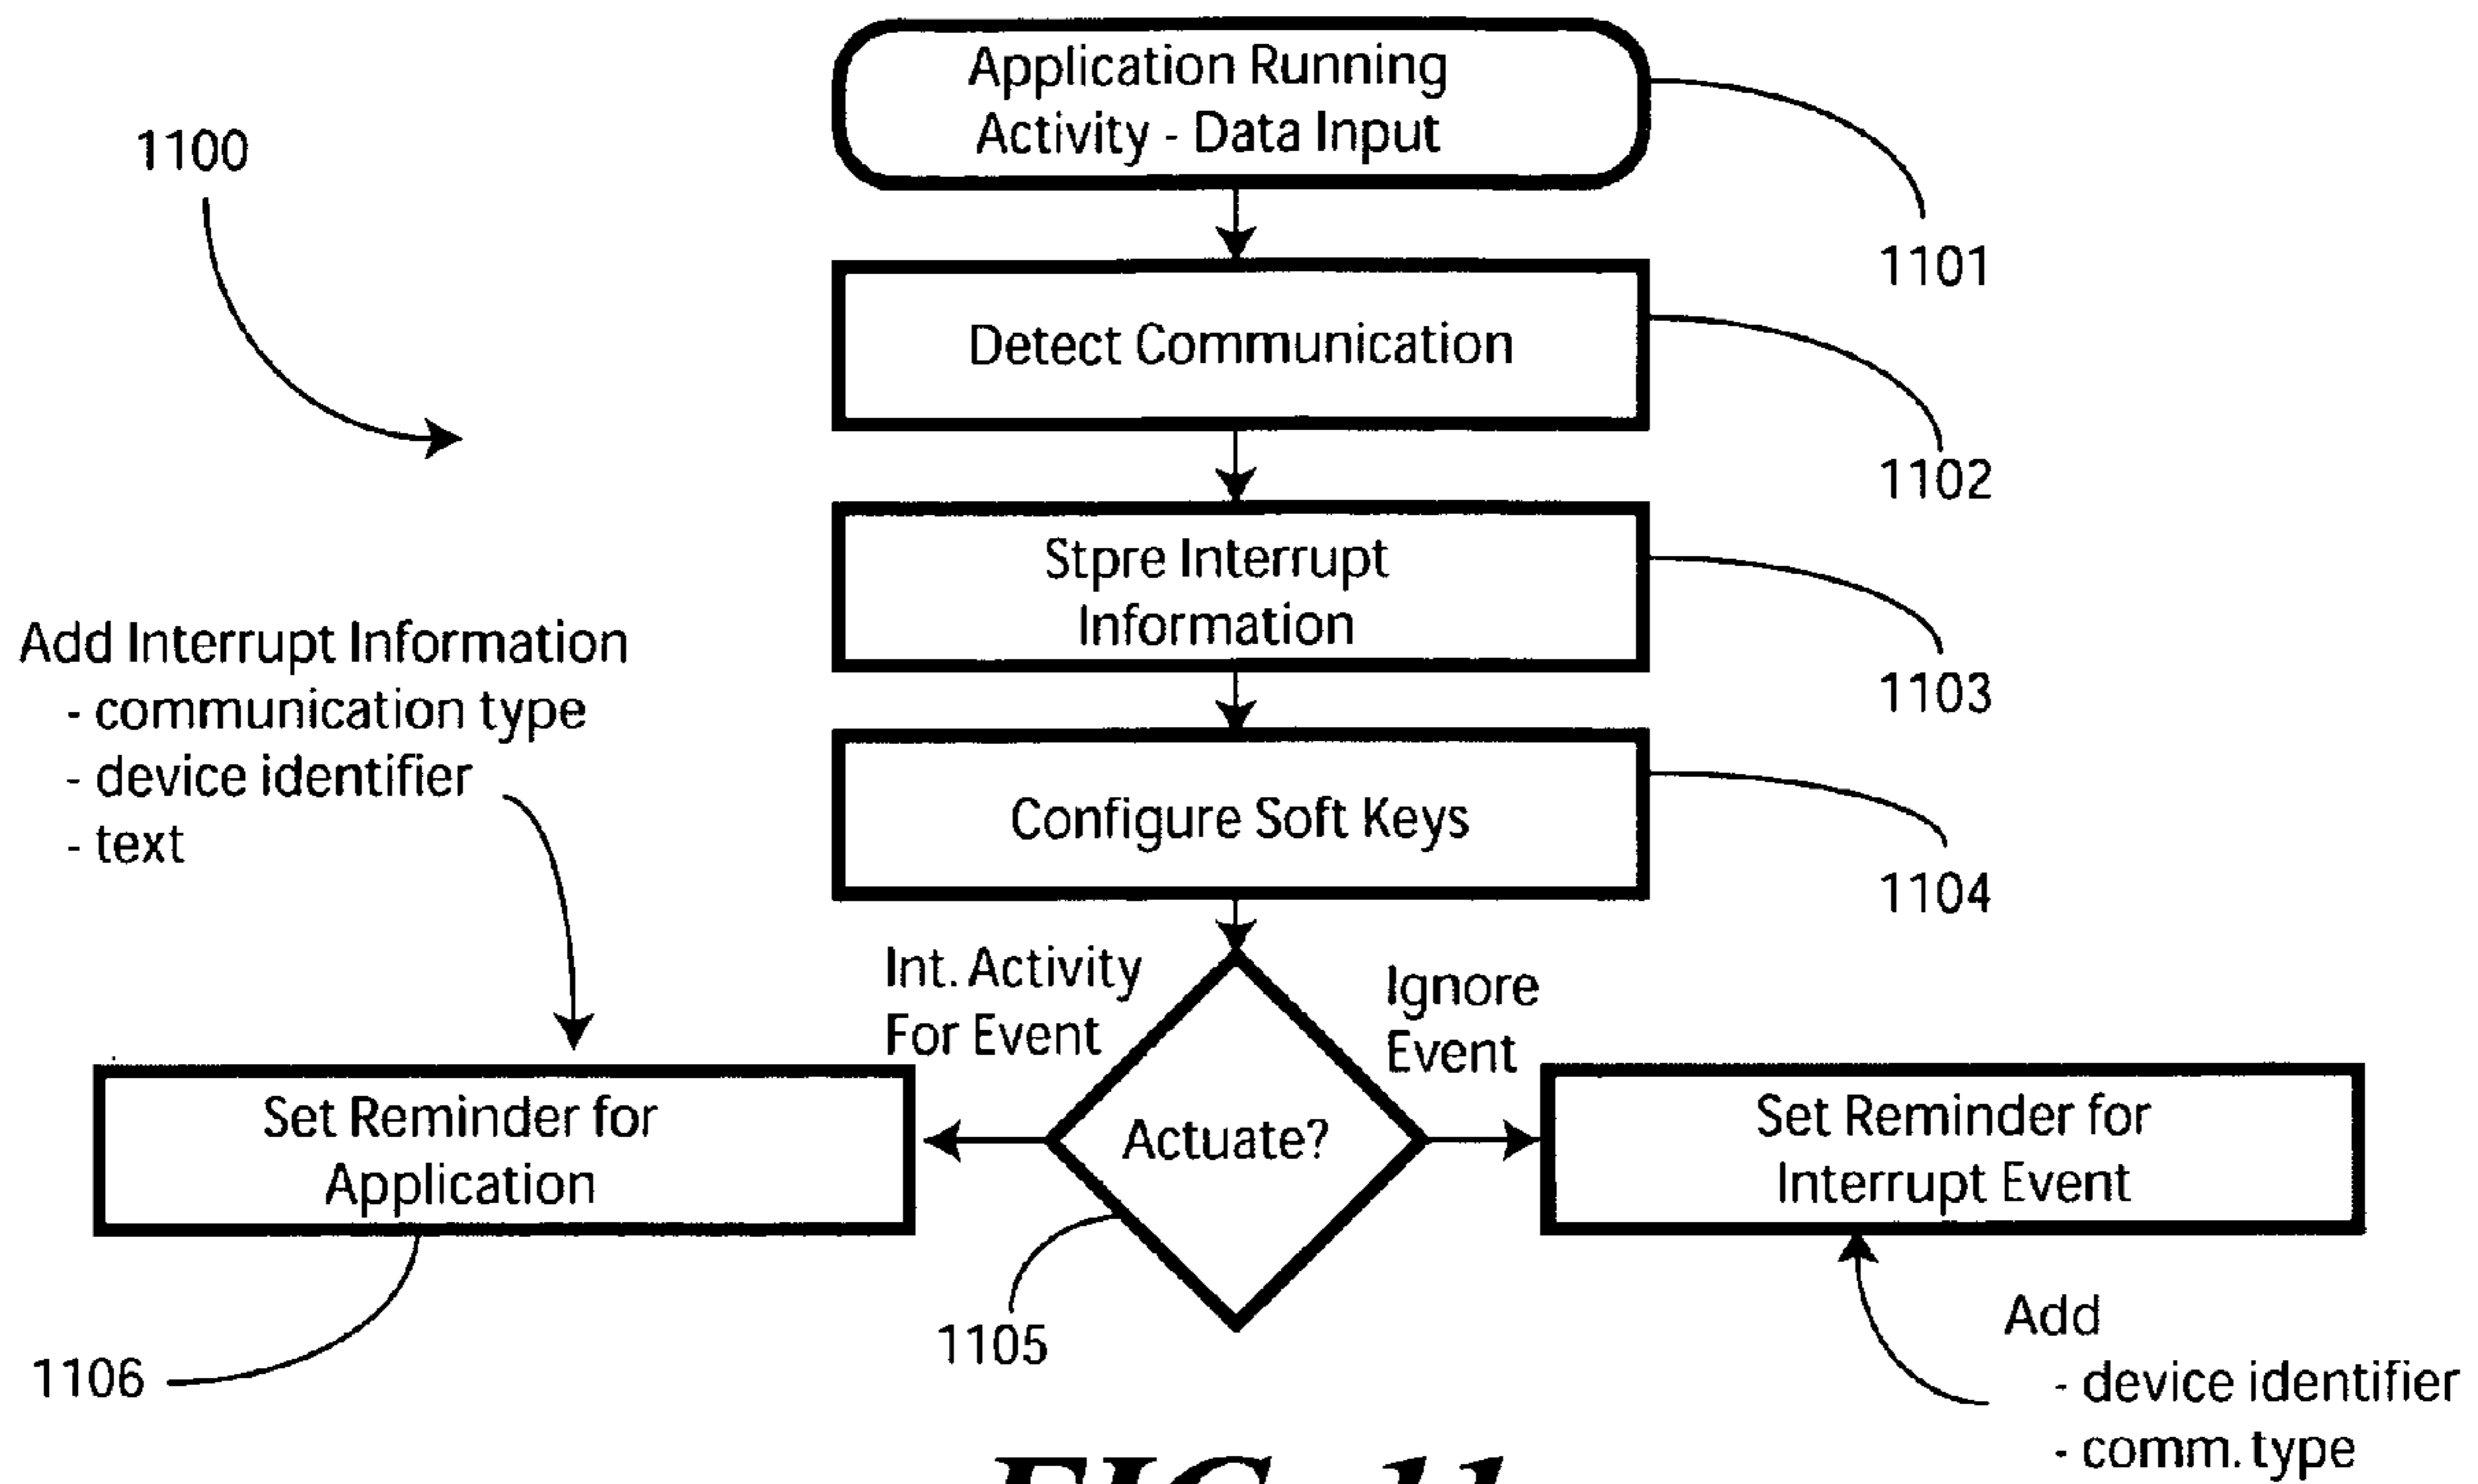 Application Running
Activity - Data Input
1100
1101
Detect Communication
1102
Stpre Interrupt
Information
1103
Add Interrupt Information
- communication type
- device identifier
- text
Configure Soft Keys
1104
Int. Activity
For Event
Ignore
Event
Set Reminder for
Application
Actuate?
Set Reminder for
Interrupt Event
1105
1106
Add
- device identifier
- comm. type
FIG. 11